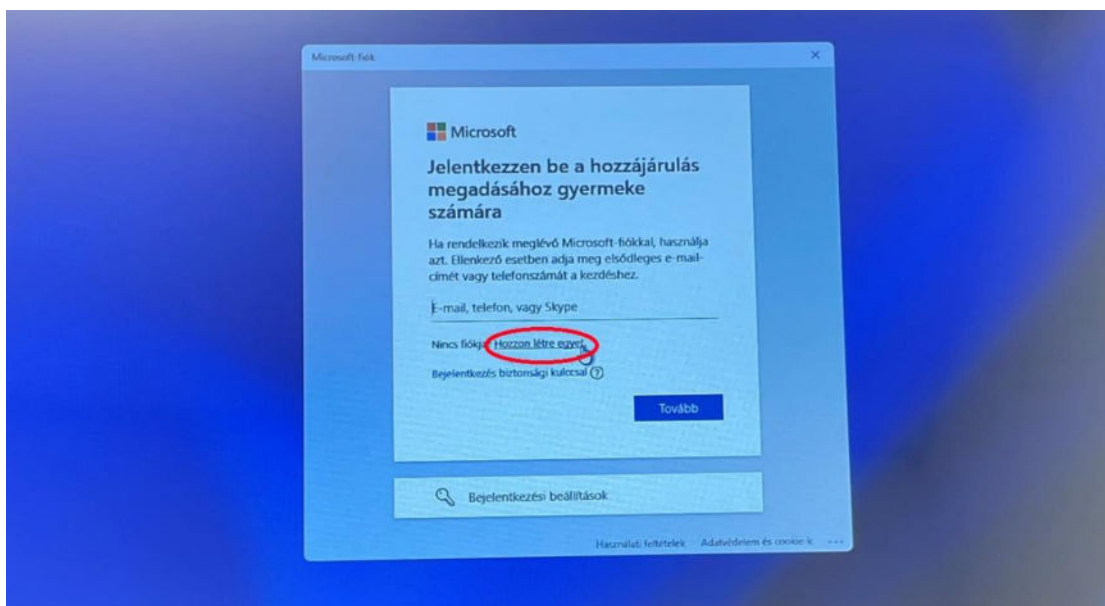 Microsoft-fiók
Microsoft
Jelentkezzen be a hozzájárulás
megadásához gyermeke
számára
Ha rendelkezik meglévő Microsoft-fiókkal, használja
azt. Ellenkező esetben adja meg elsődleges e-mail-
címét vagy telefonszámát a kezdéshez.
E-mail, telefon, vagy Skype
Nincs fiókja? Hozzon létre egyet
Bejelentkezés biztonsági kulccsal
Tovább
Bejelentkezési beállítások
Használati feltételek Adatvédelem és cookie-k